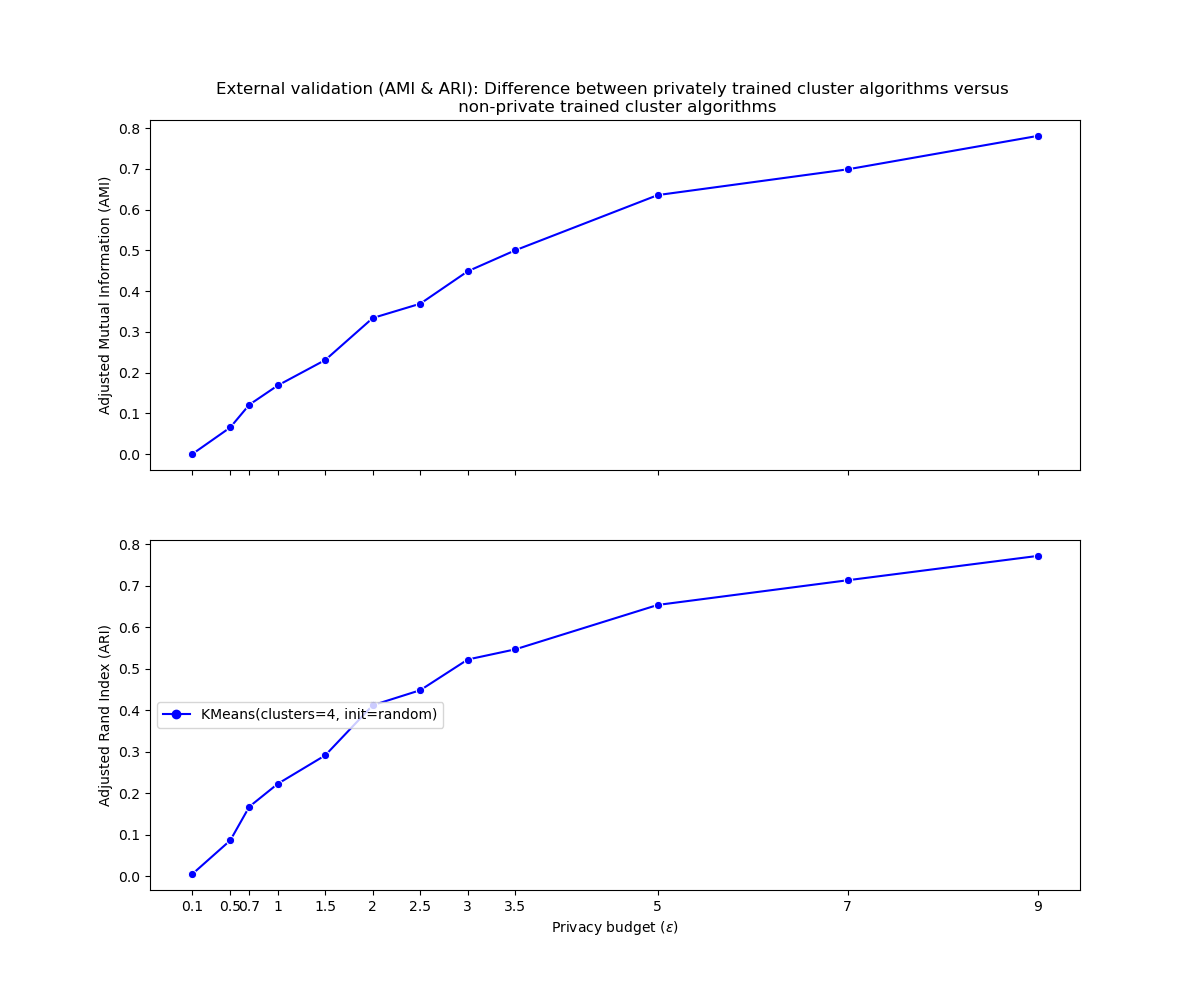 External validation (AMI & ARI): Difference between privately trained cluster algorithms versus
non-private trained cluster algorithms
0.8
0.7
0.6
0.5
0.4
0.3
0.2
0.1
0.0
Adjusted Mutual Information (AMI)
0.8
0.7
0.6
0.5
0.4
0.3
0.2
0.1
0.0
Adjusted Rand Index (ARI)
KMeans(clusters=4, init=random)
0.1 0.5 0.7 1 1.5 2 2.5 3 3.5 5 7 9
Privacy budget (ε)